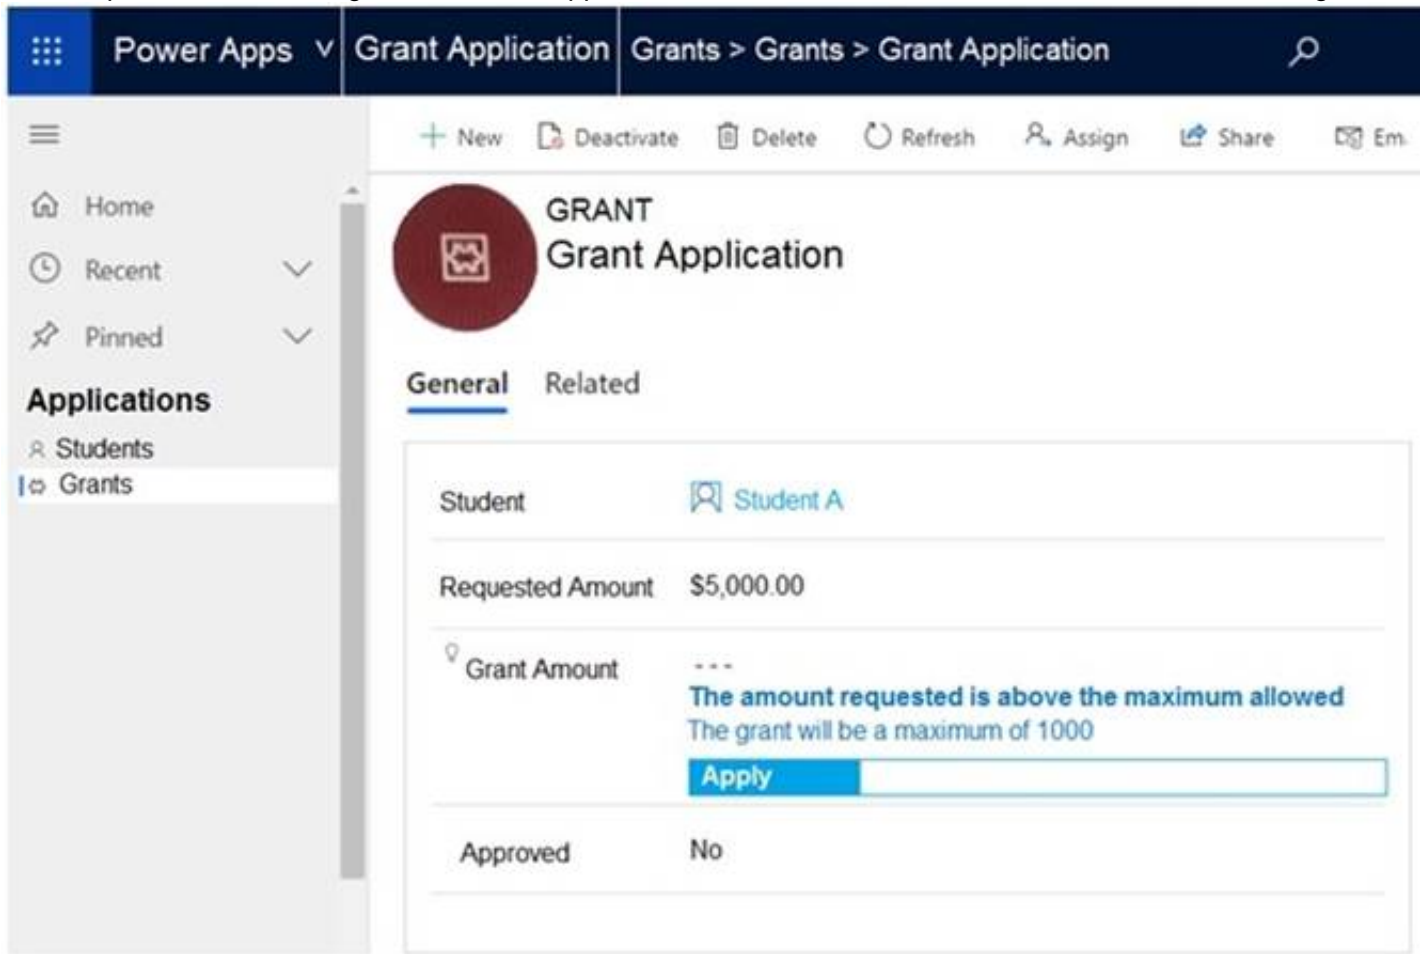 Power Apps
Grant Application
Grants > Grants > Grant Application
New
Deactivate
Delete
Refresh
Assign
Share
Em
Home
Recent
Pinned
Applications
Students
Grants
GRANT
Grant Application
General
Related
Student
Student A
Requested Amount
$5,000.00
Grant Amount
---
The amount requested is above the maximum allowed
The grant will be a maximum of 1000
Apply
Approved
No